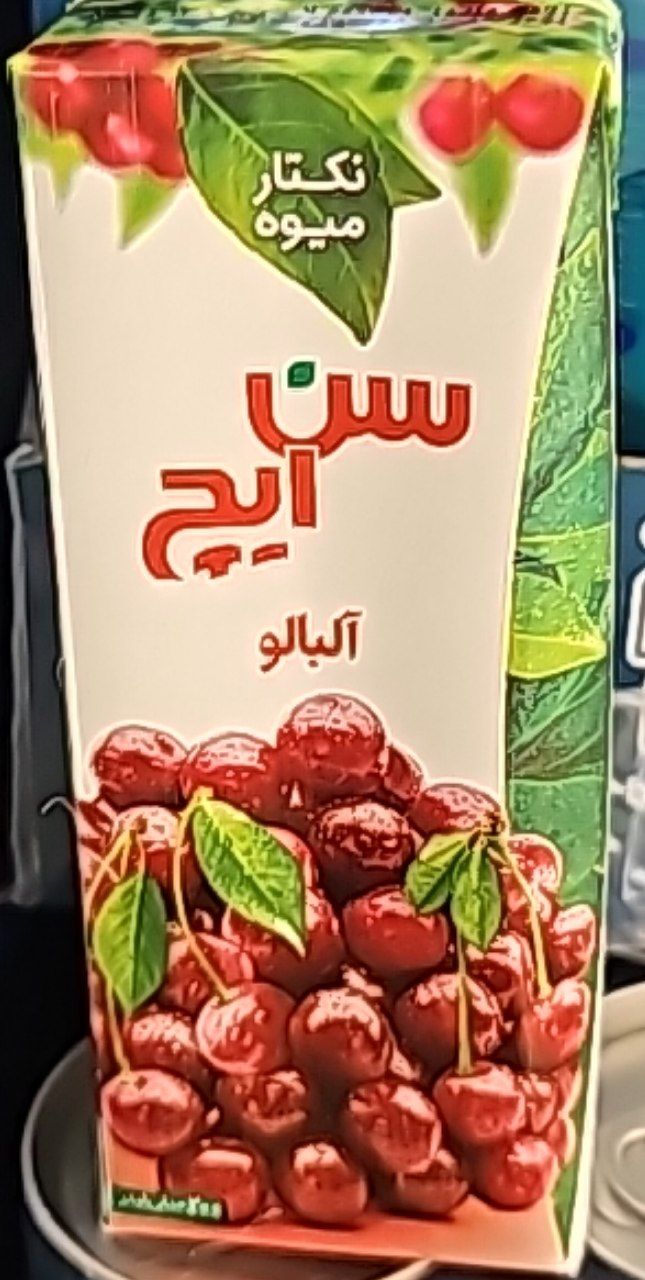 نکتار
میوه
سن
ایچ
آلبالو